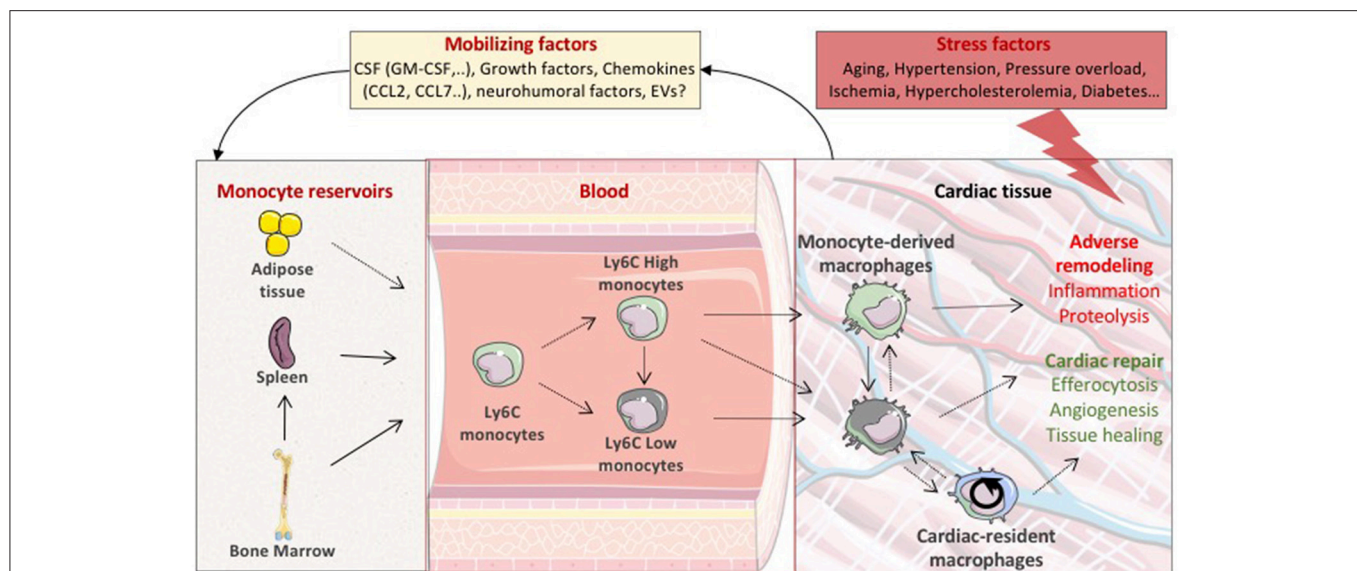 Mobilizing factors
CSF (GM-CSF,..), Growth factors, Chemokines
(CCL2, CCL7..), neurohumoral factors, EVs?
Stress factors
Aging, Hypertension, Pressure overload,
Ischemia, Hypercholesterolemia, Diabetes...
Monocyte reservoirs
Adipose
tissue
Spleen
Bone Marrow
Blood
Ly6C High
monocytes
Ly6C
monocytes
Ly6C Low
monocytes
Cardiac tissue
Monocyte-derived
macrophages
Adverse
remodeling
Inflammation
Proteolysis
Cardiac repair
Efferocytosis
Angiogenesis
Tissue healing
Cardiac-resident
macrophages